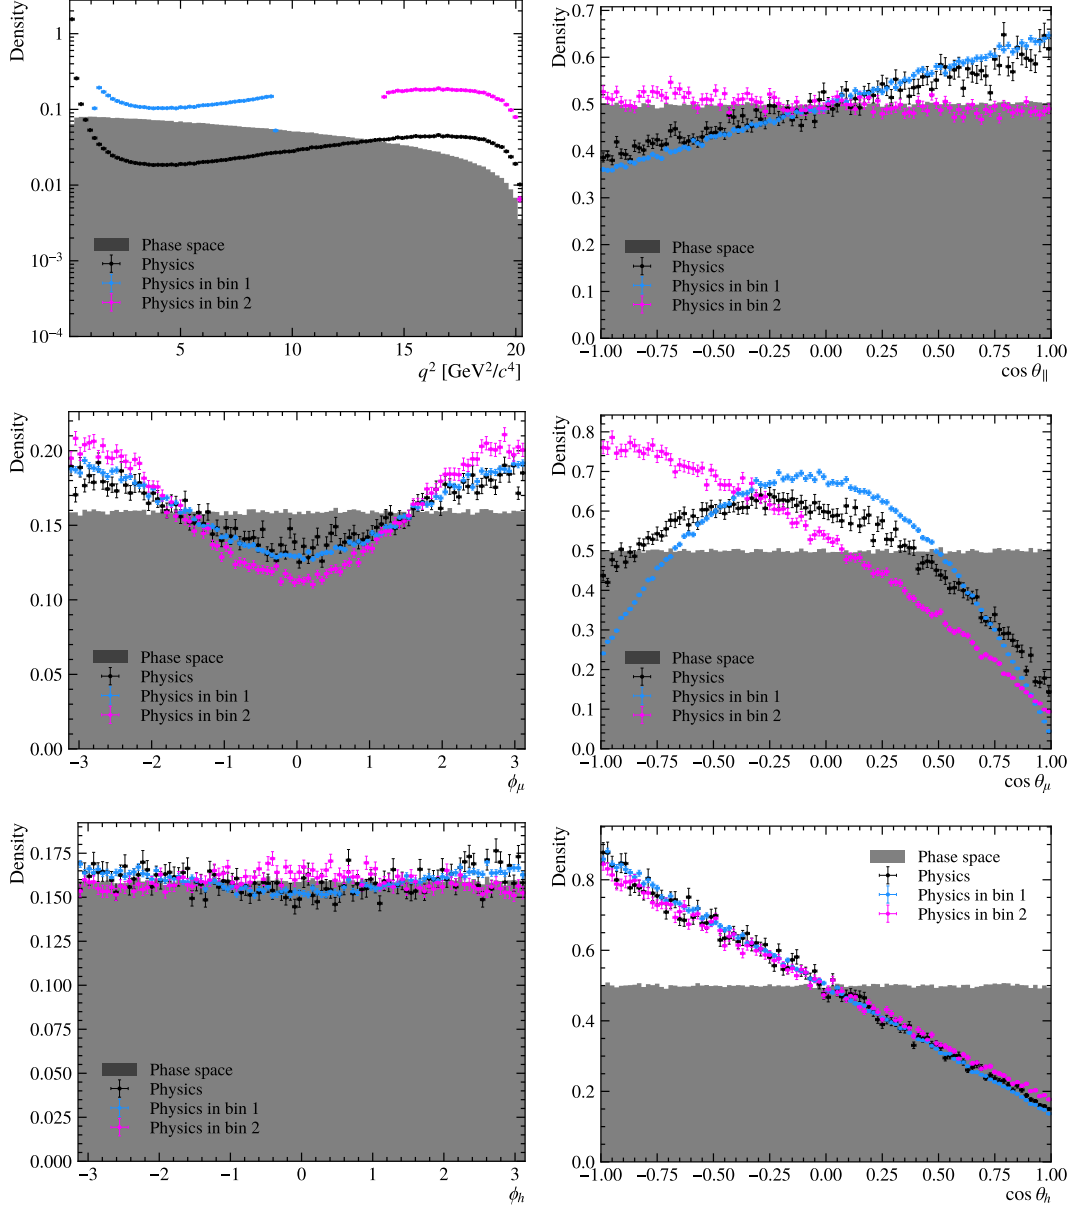 Density
1
0.1
0.01
10⁻³
10⁻⁴
5
10
15
20
q² [GeV²/c⁴]
Phase space
Physics
Physics in bin 1
Physics in bin 2
Density
0.7
0.6
0.5
0.4
0.3
0.2
0.1
0.0
−1.00 −0.75 −0.50 −0.25 0.00 0.25 0.50 0.75 1.00
cos θ∥
Phase space
Physics
Physics in bin 1
Physics in bin 2
Density
0.20
0.15
0.10
0.05
0.00
−3 −2 −1 0 1 2 3
ϕμ
Phase space
Physics
Physics in bin 1
Physics in bin 2
Density
0.8
0.7
0.6
0.5
0.4
0.3
0.2
0.1
0.0
−1.00 −0.75 −0.50 −0.25 0.00 0.25 0.50 0.75 1.00
cos θμ
Phase space
Physics
Physics in bin 1
Physics in bin 2
Density
0.175
0.150
0.125
0.100
0.075
0.050
0.025
0.000
−3 −2 −1 0 1 2 3
ϕh
Phase space
Physics
Physics in bin 1
Physics in bin 2
Density
1.0
0.8
0.6
0.4
0.2
0.0
−1.00 −0.75 −0.50 −0.25 0.00 0.25 0.50 0.75 1.00
cos θh
Phase space
Physics
Physics in bin 1
Physics in bin 2